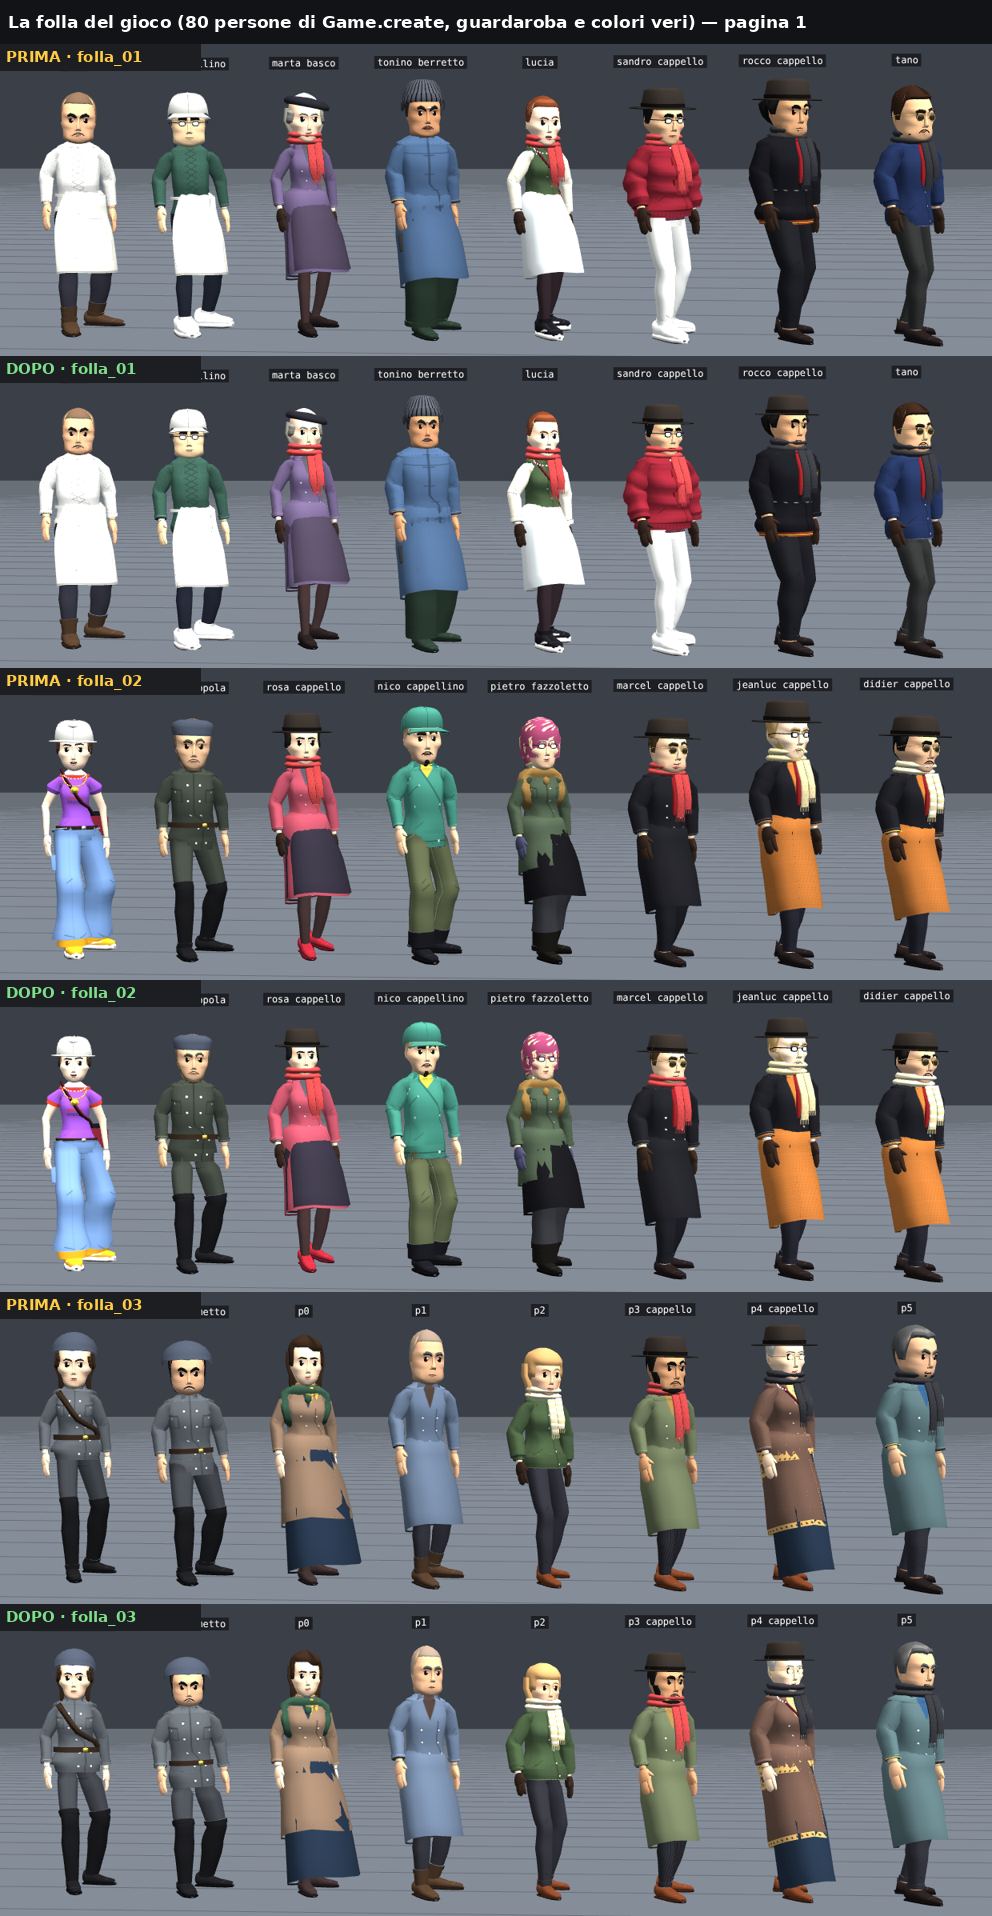 La folla del gioco (80 persone di Game.create, guardaroba e colori veri) — pagina 1
PRIMA · folla_01
marta basco
tonino berretto
lucia
sandro cappello
rocco cappello
tano
DOPO · folla_01
marta basco
tonino berretto
lucia
sandro cappello
rocco cappello
tano
PRIMA · folla_02
rosa cappello
nico cappellino
pietro fazzoletto
marcel cappello
jeanluc cappello
didier cappello
DOPO · folla_02
rosa cappello
nico cappellino
pietro fazzoletto
marcel cappello
jeanluc cappello
didier cappello
PRIMA · folla_03
p0
p1
p2
p3 cappello
p4 cappello
p5
DOPO · folla_03
p0
p1
p2
p3 cappello
p4 cappello
p5